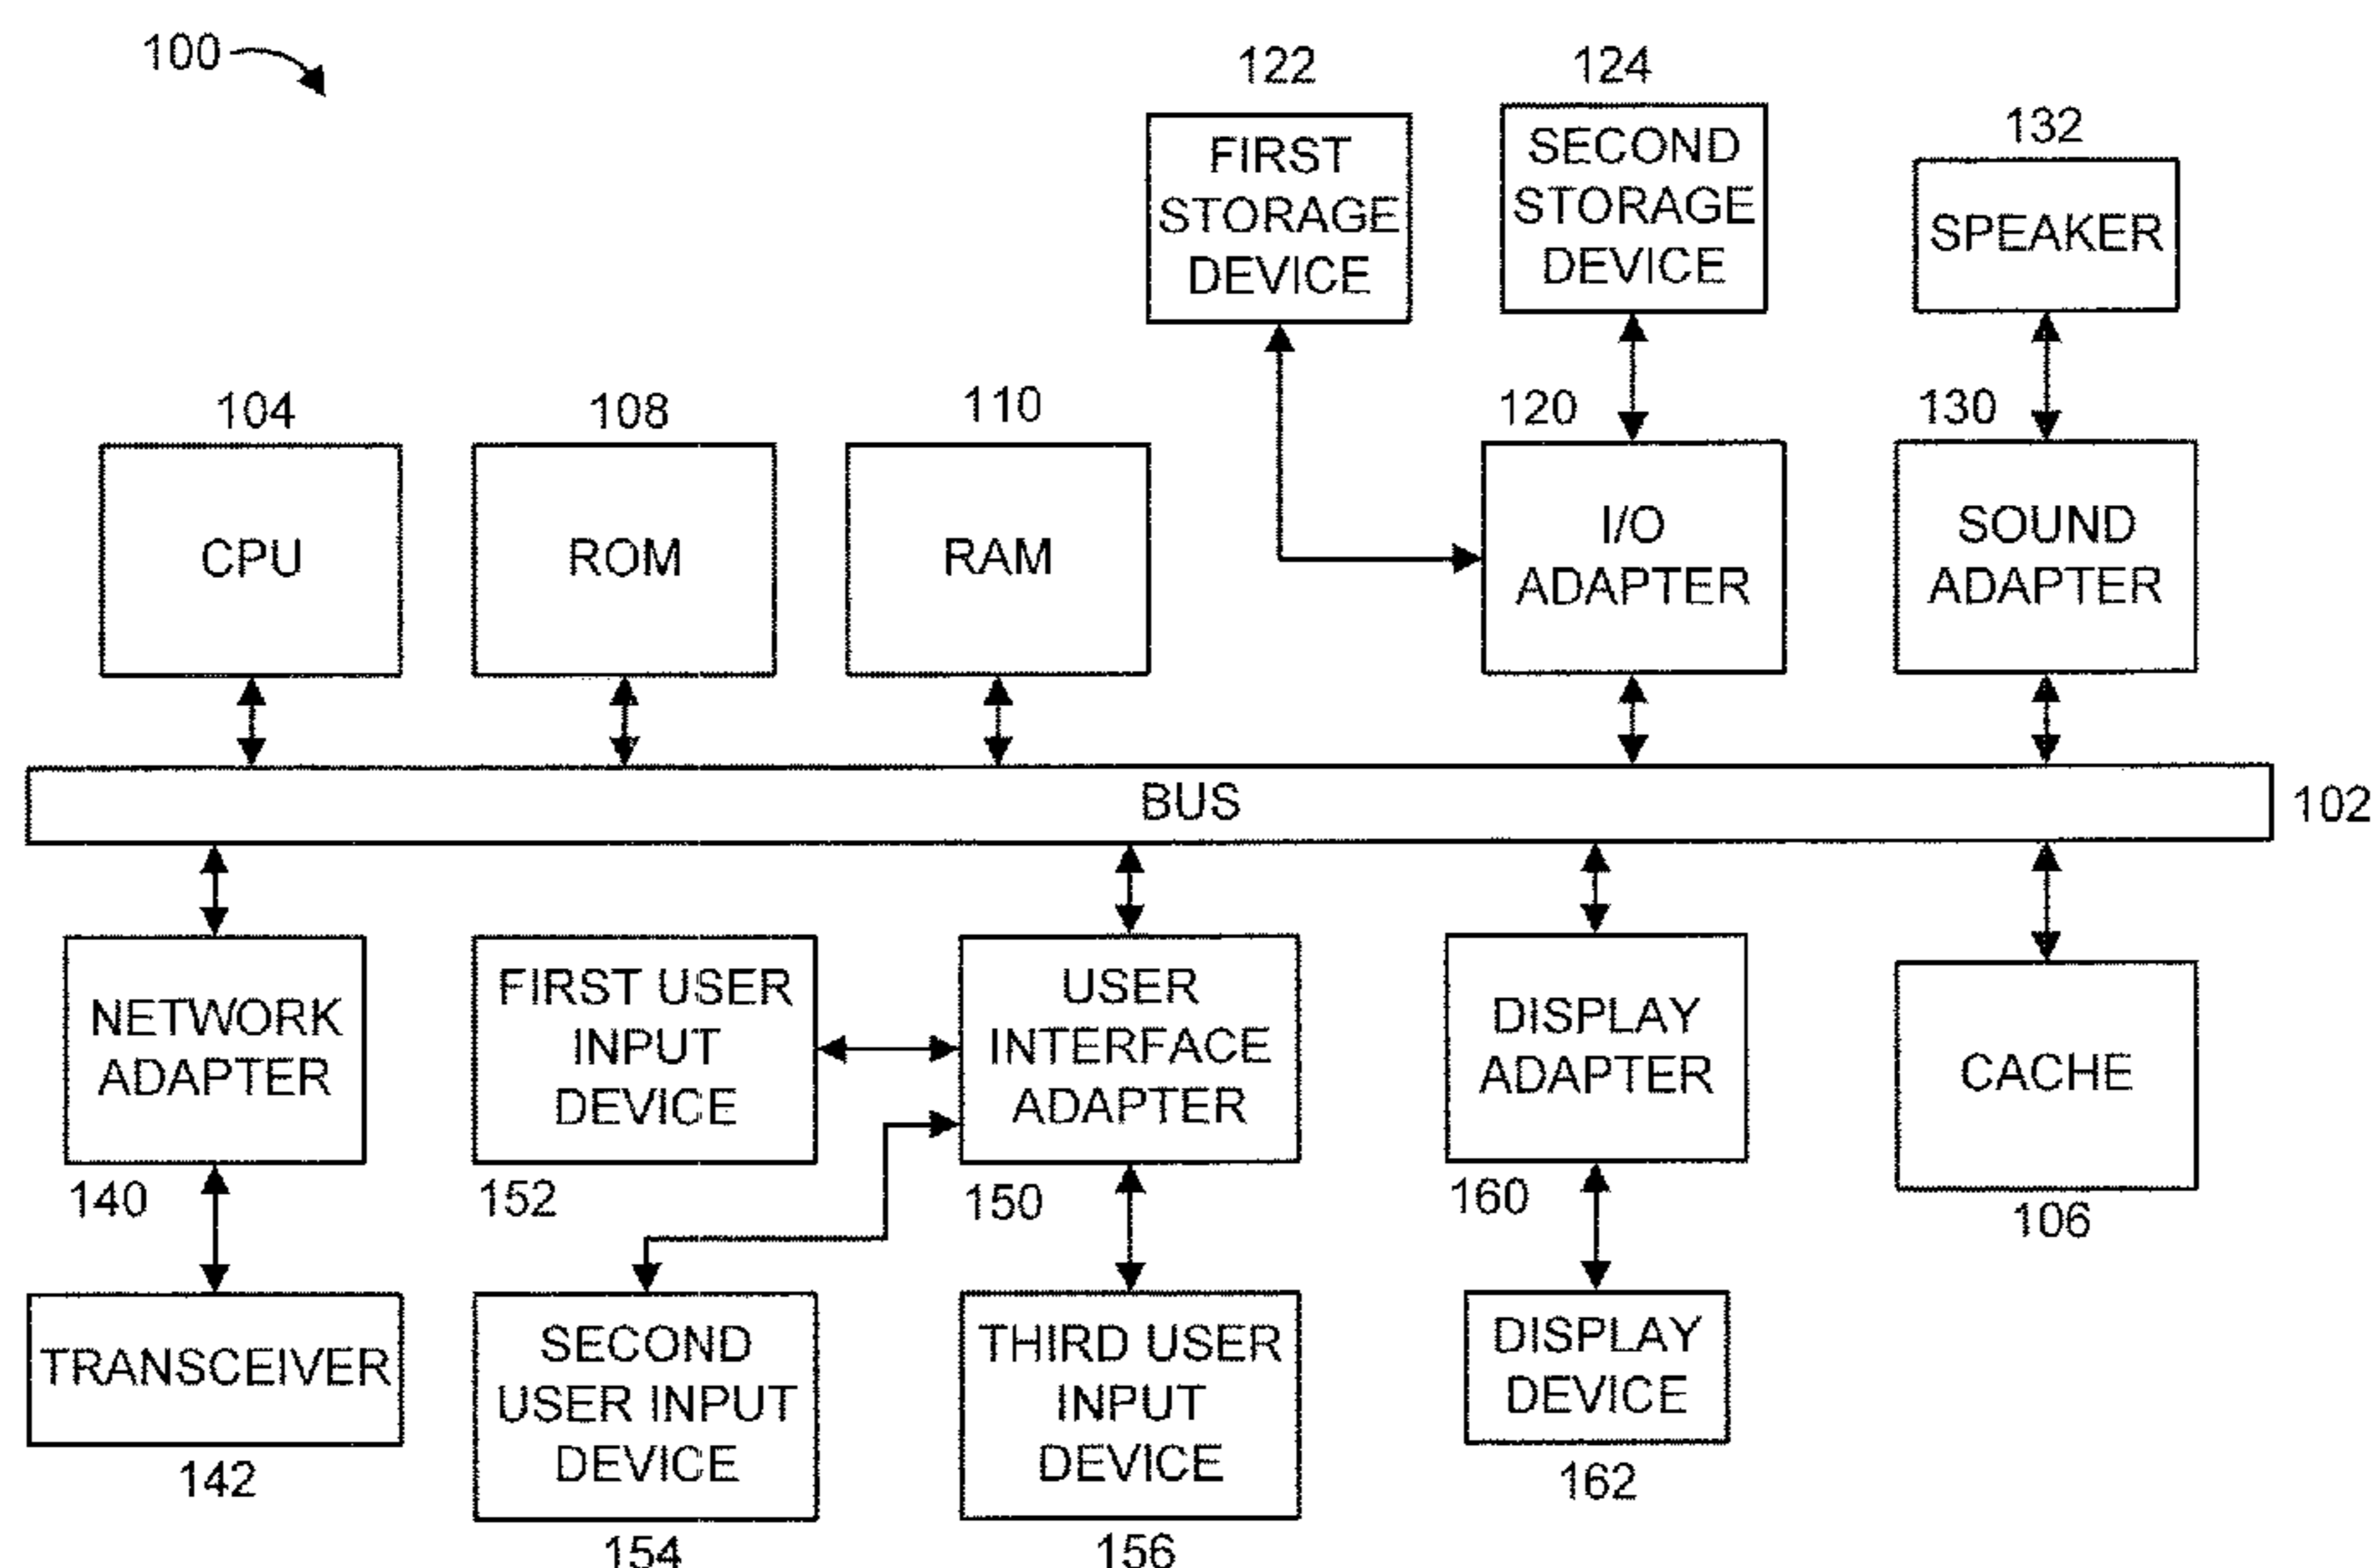 100
122
FIRST
STORAGE
DEVICE
124
SECOND
STORAGE
DEVICE
132
SPEAKER
104
CPU
108
ROM
110
RAM
120
I/O
ADAPTER
130
SOUND
ADAPTER
BUS
102
NETWORK
ADAPTER
140
FIRST USER
INPUT
DEVICE
152
USER
INTERFACE
ADAPTER
150
DISPLAY
ADAPTER
160
CACHE
106
TRANSCEIVER
142
SECOND
USER INPUT
DEVICE
154
THIRD USER
INPUT
DEVICE
156
DISPLAY
DEVICE
162